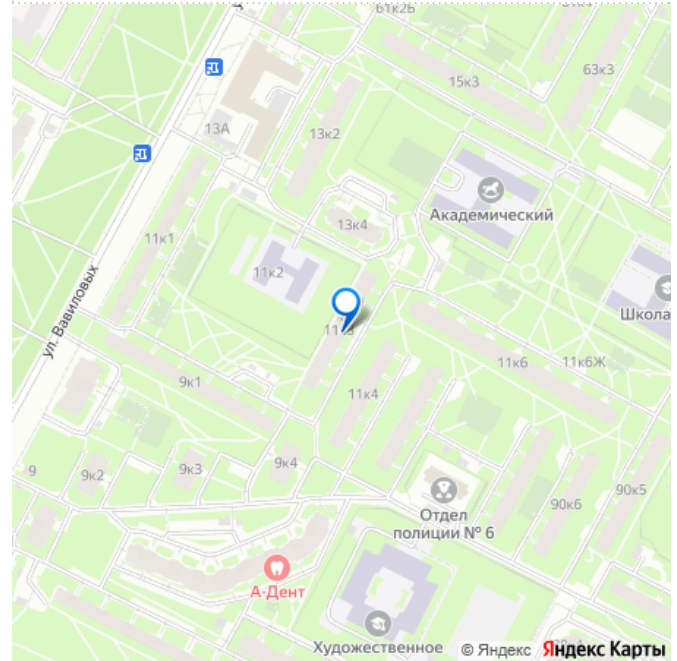 61к2Б
15к3
63к3
13А
13к2
Академический
13к4
11к1
11к2
Школа
ул. Вавиловых
11к3
11к6
11к6Ж
9к1
11к4
9
9к2
9к3
9к4
90к6
90к5
Отдел
полиции № 6
А-Дент
Художественное
© Яндекс Яндекс Карты